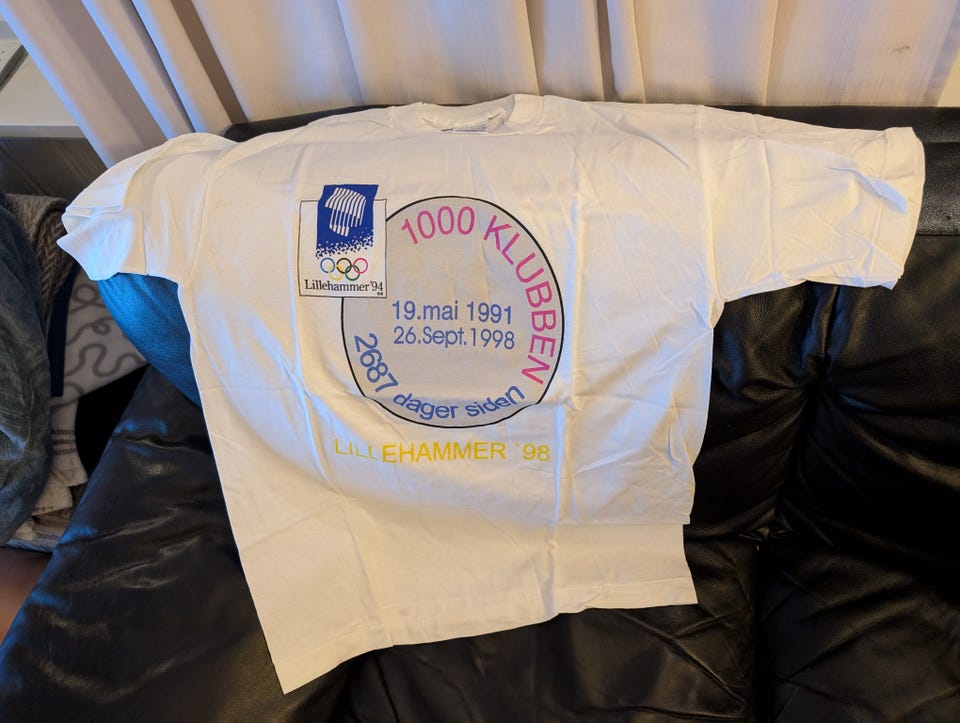 Lillehammer'94
1000 KLUBBEN
19.mai 1991
26.Sept.1998
2687 dager siden
LILLEHAMMER `98